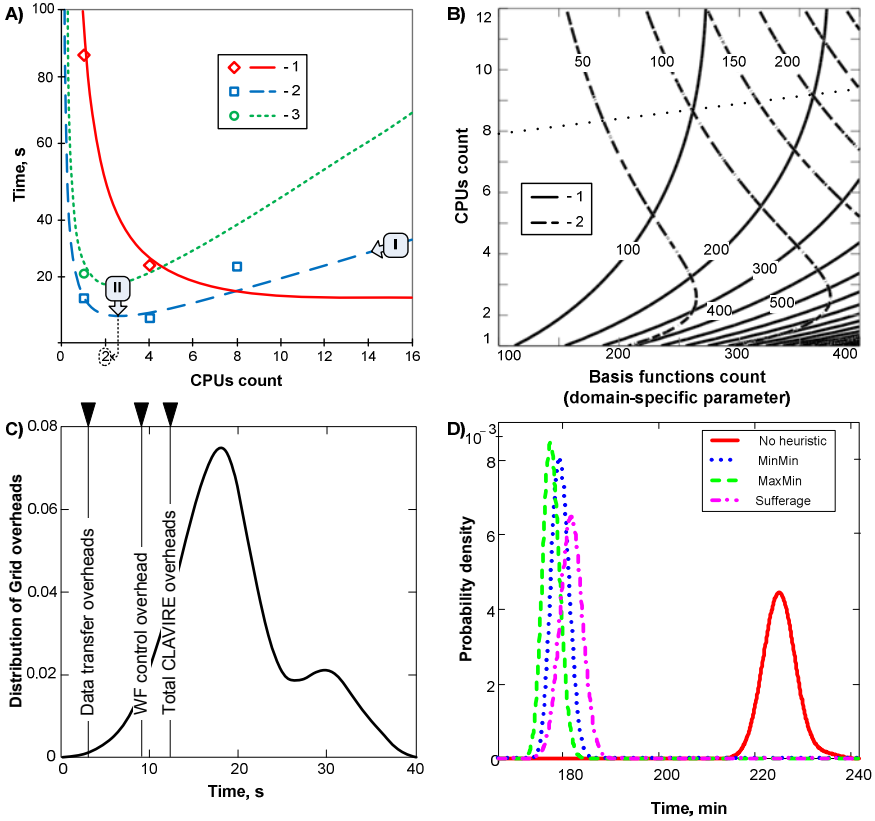 A)
100
80
60
40
20
0
2*
4
6
8
10
12
14
16
Time, s
CPUs count
- 1
- 2
- 3
I
II
B)
12
10
8
6
4
2
1
100
200
300
400
CPUs count
Basis functions count
(domain-specific parameter)
50
100
150
200
- 1
- 2
100
200
300
400
500
C)
0.08
0.06
0.04
0.02
0
0
10
20
30
40
Distribution of Grid overheads
Data transfer overheads
WF control overhead
Total CLAVIRE overheads
Time, s
D)
10⁻³
8
6
4
2
0
180
200
220
240
Probability density
Time, min
No heuristic
MinMin
MaxMin
Sufferage